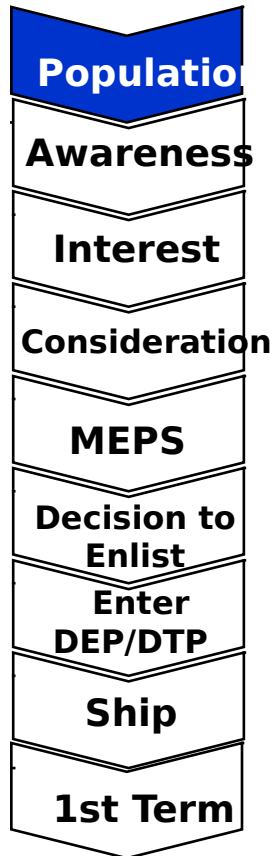 Population
Awareness
Interest
Consideration
MEPS
Decision to
Enlist
Enter
DEP/DTP
Ship
1st Term